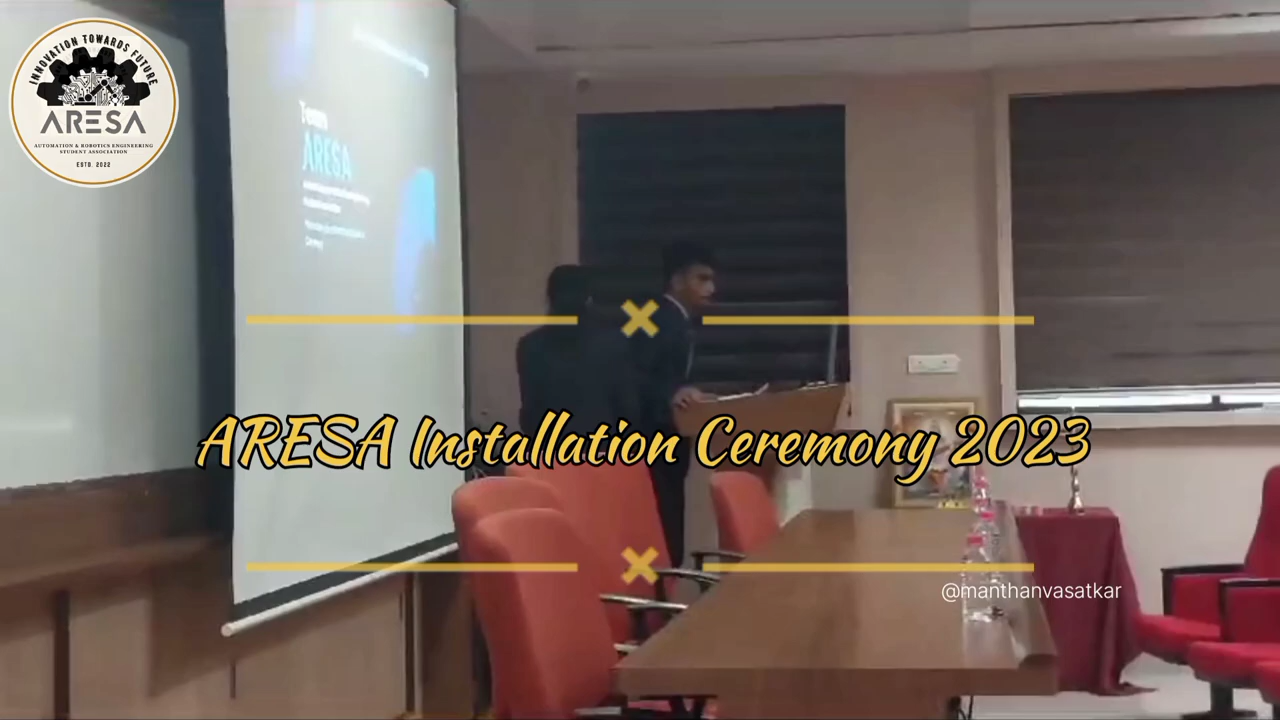 INNOVATION TOWARDS FUTURE
ARESA
AUTOMATION & ROBOTICS ENGINEERING
STUDENT ASSOCIATION
ESTD. 2022
Team
ARESA
ARESA Installation Ceremony 2023
@manthanvasatkar